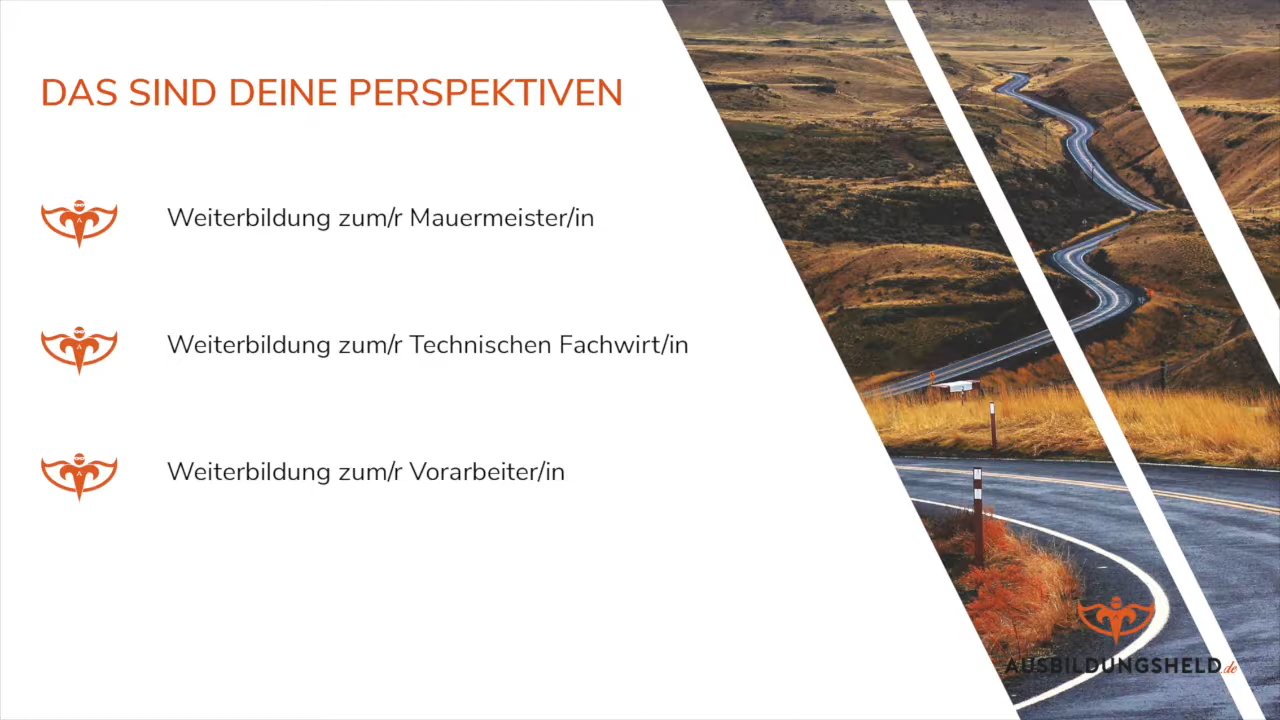 DAS SIND DEINE PERSPEKTIVEN
Weiterbildung zum/r Mauermeister/in
Weiterbildung zum/r Technischen Fachwirt/in
Weiterbildung zum/r Vorarbeiter/in
AUSBILDUNGSHELD.de